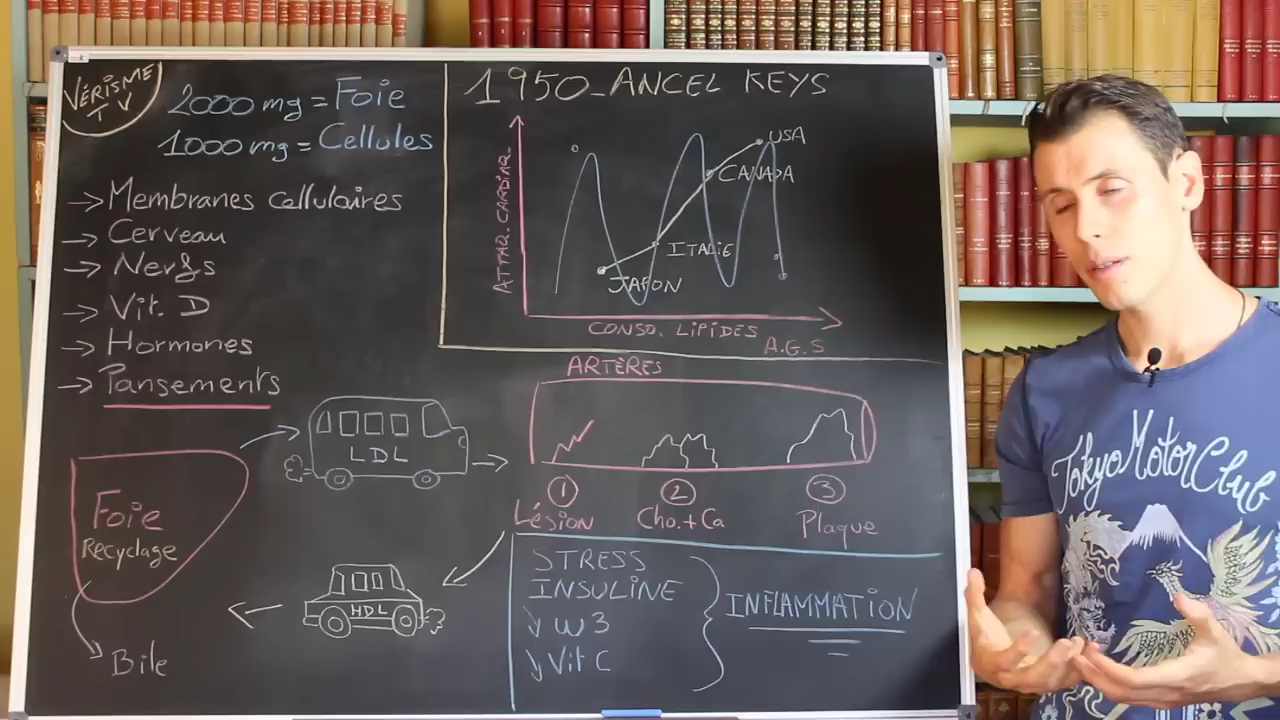 VÉRISME
TV
2000 mg = Foie
1000 mg = Cellules
→ Membranes cellulaires
→ Cerveau
→ Nerfs
→ Vit. D
→ Hormones
→ Pansements
Foie
Recyclage
Bile
LDL
HDL
1950_ANCEL KEYS
ATTAQ. CARDIAQ_
USA
CANADA
ITALIE
JAPON
CONSO. LIPIDES
A.G.S
ARTÈRES
① ② ③
Lésion Cho.+Ca Plaque
STRESS
INSULINE
↘ W3
↘ Vit C
INFLAMMATION
Tokyo Motor Club